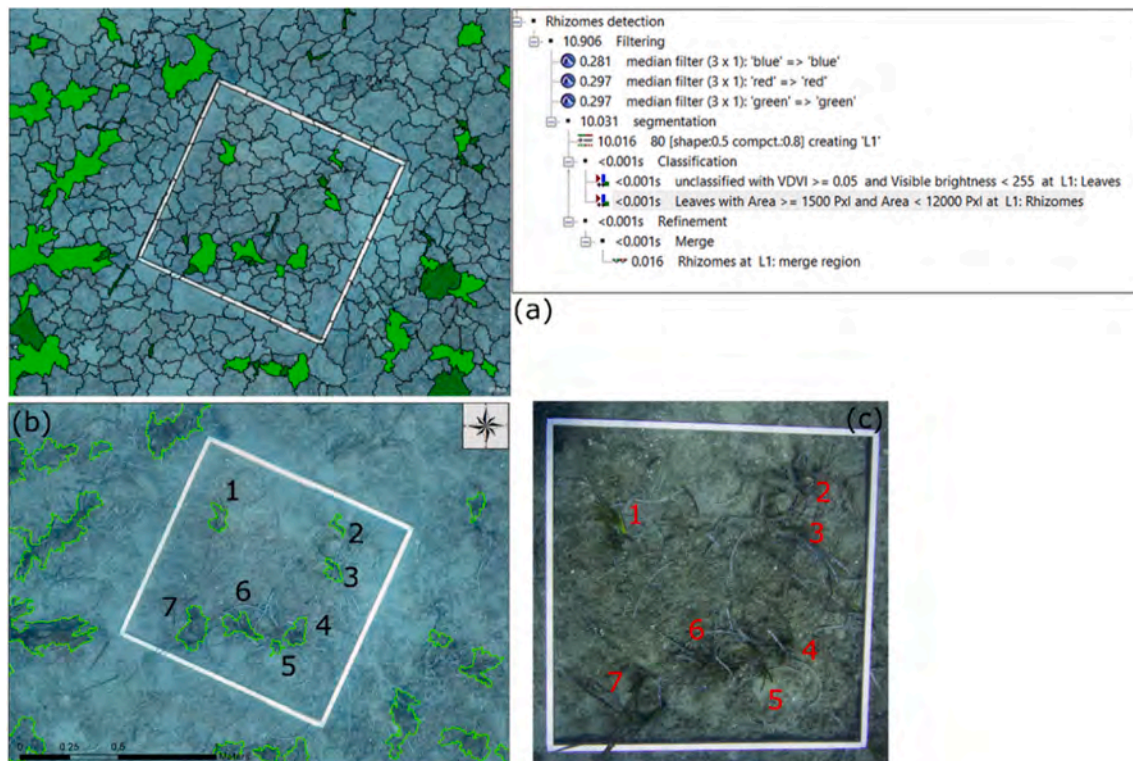 Rhizomes detection
10.906 Filtering
0.281 median filter (3 x 1): 'blue' => 'blue'
0.297 median filter (3 x 1): 'red' => 'red'
0.297 median filter (3 x 1): 'green' => 'green'
10.031 segmentation
10.016 80 [shape:0.5 compct.:0.8] creating 'L1'
<0.001s Classification
<0.001s unclassified with VDVI >= 0.05 and Visible brightness < 255 at L1: Leaves
<0.001s Leaves with Area >= 1500 Pxl and Area < 12000 Pxl at L1: Rhizomes
<0.001s Refinement
<0.001s Merge
0.016 Rhizomes at L1: merge region
(a)
(b)
1
2
3
7
6
4
5
0
0.25
0.5
(c)
1
2
3
6
4
7
5